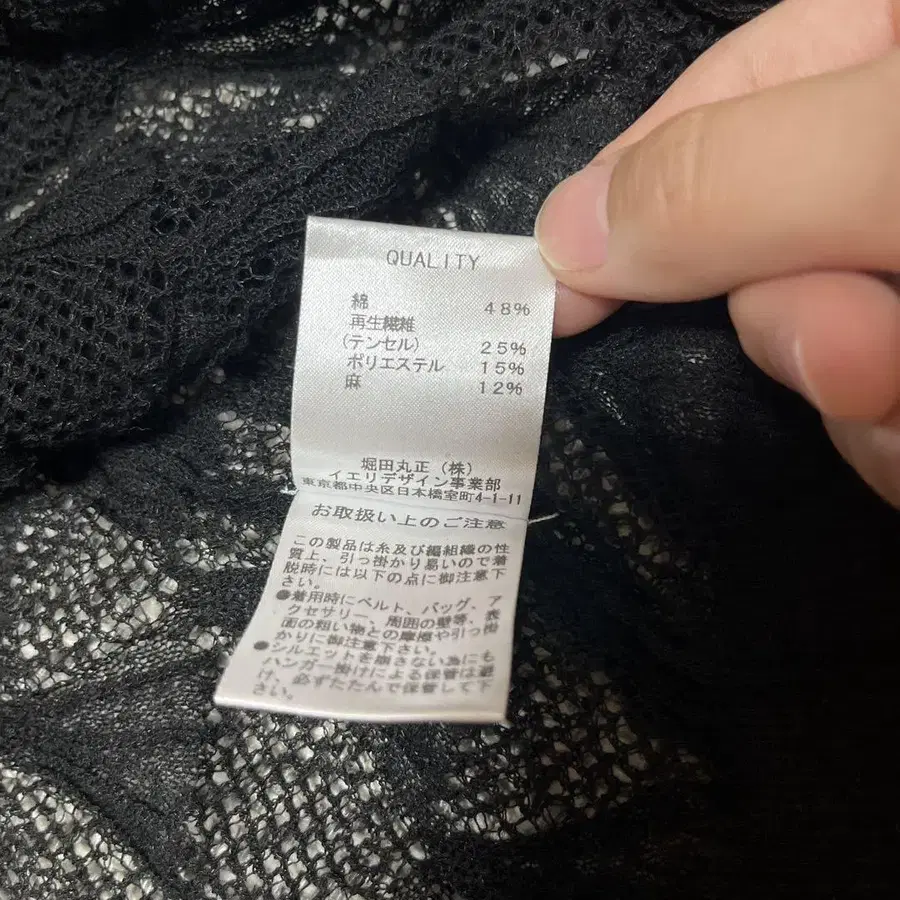 QUALITY
綿 48%
再生繊維
(テンセル) 25%
ポリエステル 15%
麻 12%
堀田丸正(株)
イエリデザイン事業部
東京都中央区日本橋室町4-1-11
お取扱い上のご注意
この製品は糸及び編組織の性
質上、引っ掛かり易いので着
脱時には以下の点に御注意下
さい。
●着用時にベルト、バッグ、ア
クセサリー、周囲の壁等、表
面の粗い物との摩擦や引っ掛
かりに御注意下さい。
●シルエットを崩さない為にも
ハンガー掛けによる保管は避
け、必ずたたんで保管して下
さい。